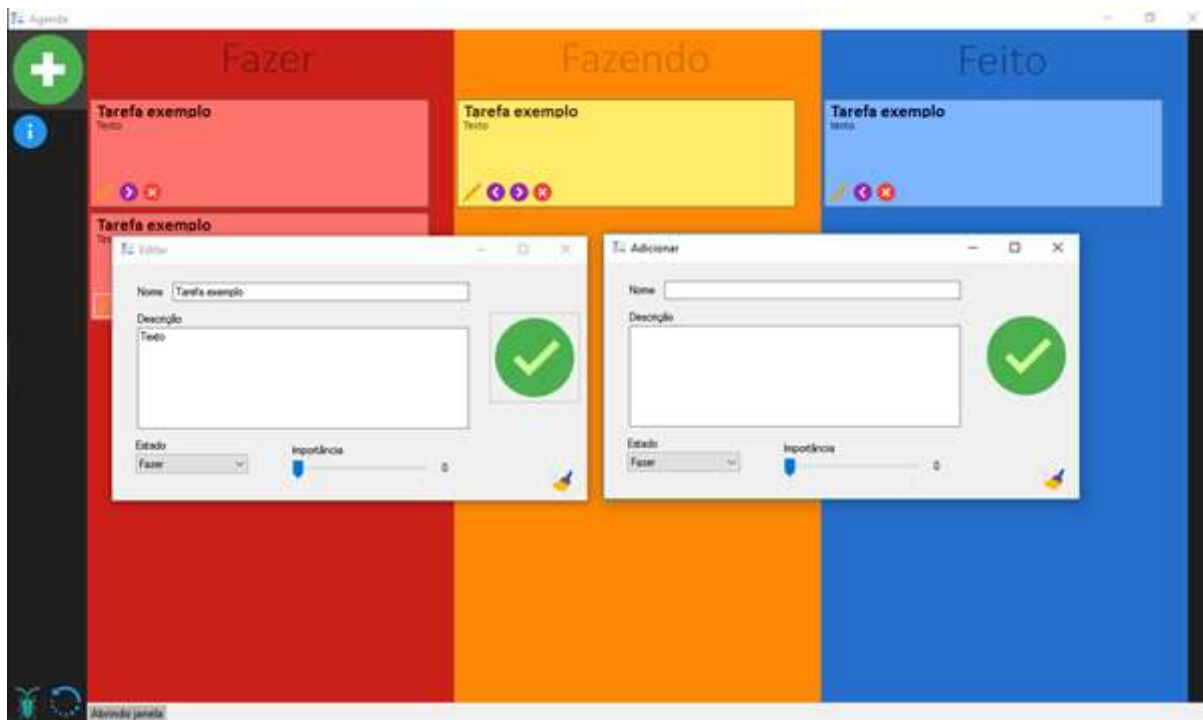 Agenda
Fazer
Fazendo
Feito
Tarefa exemplo
Texto
Tarefa exemplo
Texto
Tarefa exemplo
texto
Tarefa exemplo
Editar
Nome Tarefa exemplo
Descrição
Texto
Estado
Fazer
Importância
0
Adicionar
Nome
Descrição
Estado
Fazer
Importância
0
Abrindo janela